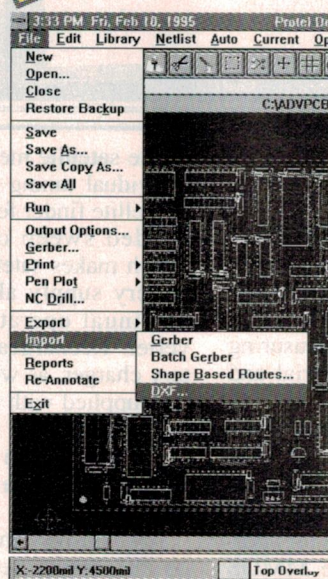 3:33 PM Fri, Feb 10, 1995 Protel De
File Edit Library Netlist Auto Current Op
C:\ADVPCB
New
Open...
Close
Restore Backup
Save
Save As...
Save Copy As...
Save All
Run
Output Options...
Gerber...
Print
Pen Plot
NC Drill...
Export
Import
Reports
Re-Annotate
Exit
Gerber
Batch Gerber
Shape Based Routes...
DXF...
X:-2200mil Y:4500mil
Top Overlay